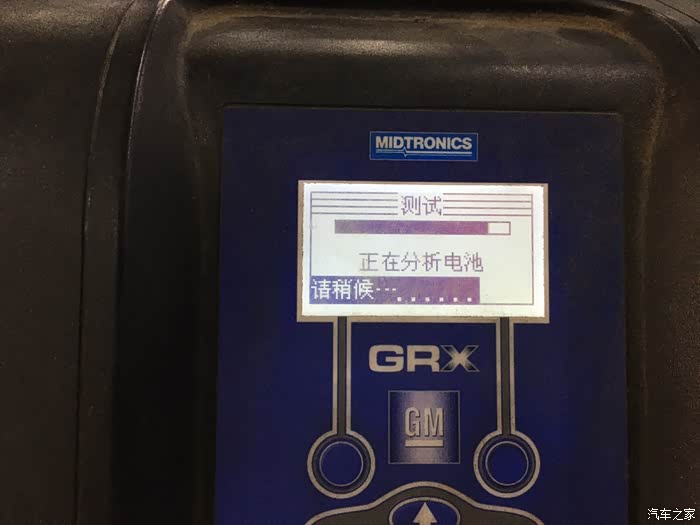 MIDTRONICS
测试
正在分析电池
请稍候---
GRX
GM
汽车之家